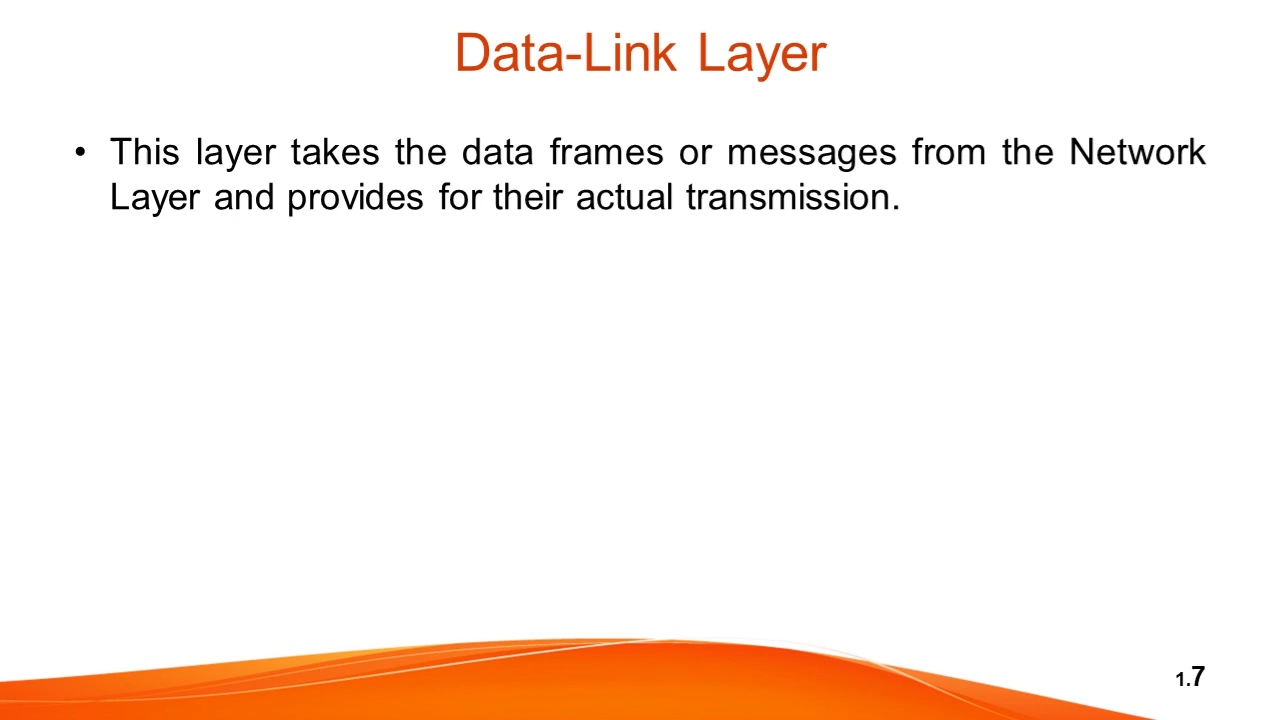 Data-Link Layer
• This layer takes the data frames or messages from the Network
Layer and provides for their actual transmission.
1.7